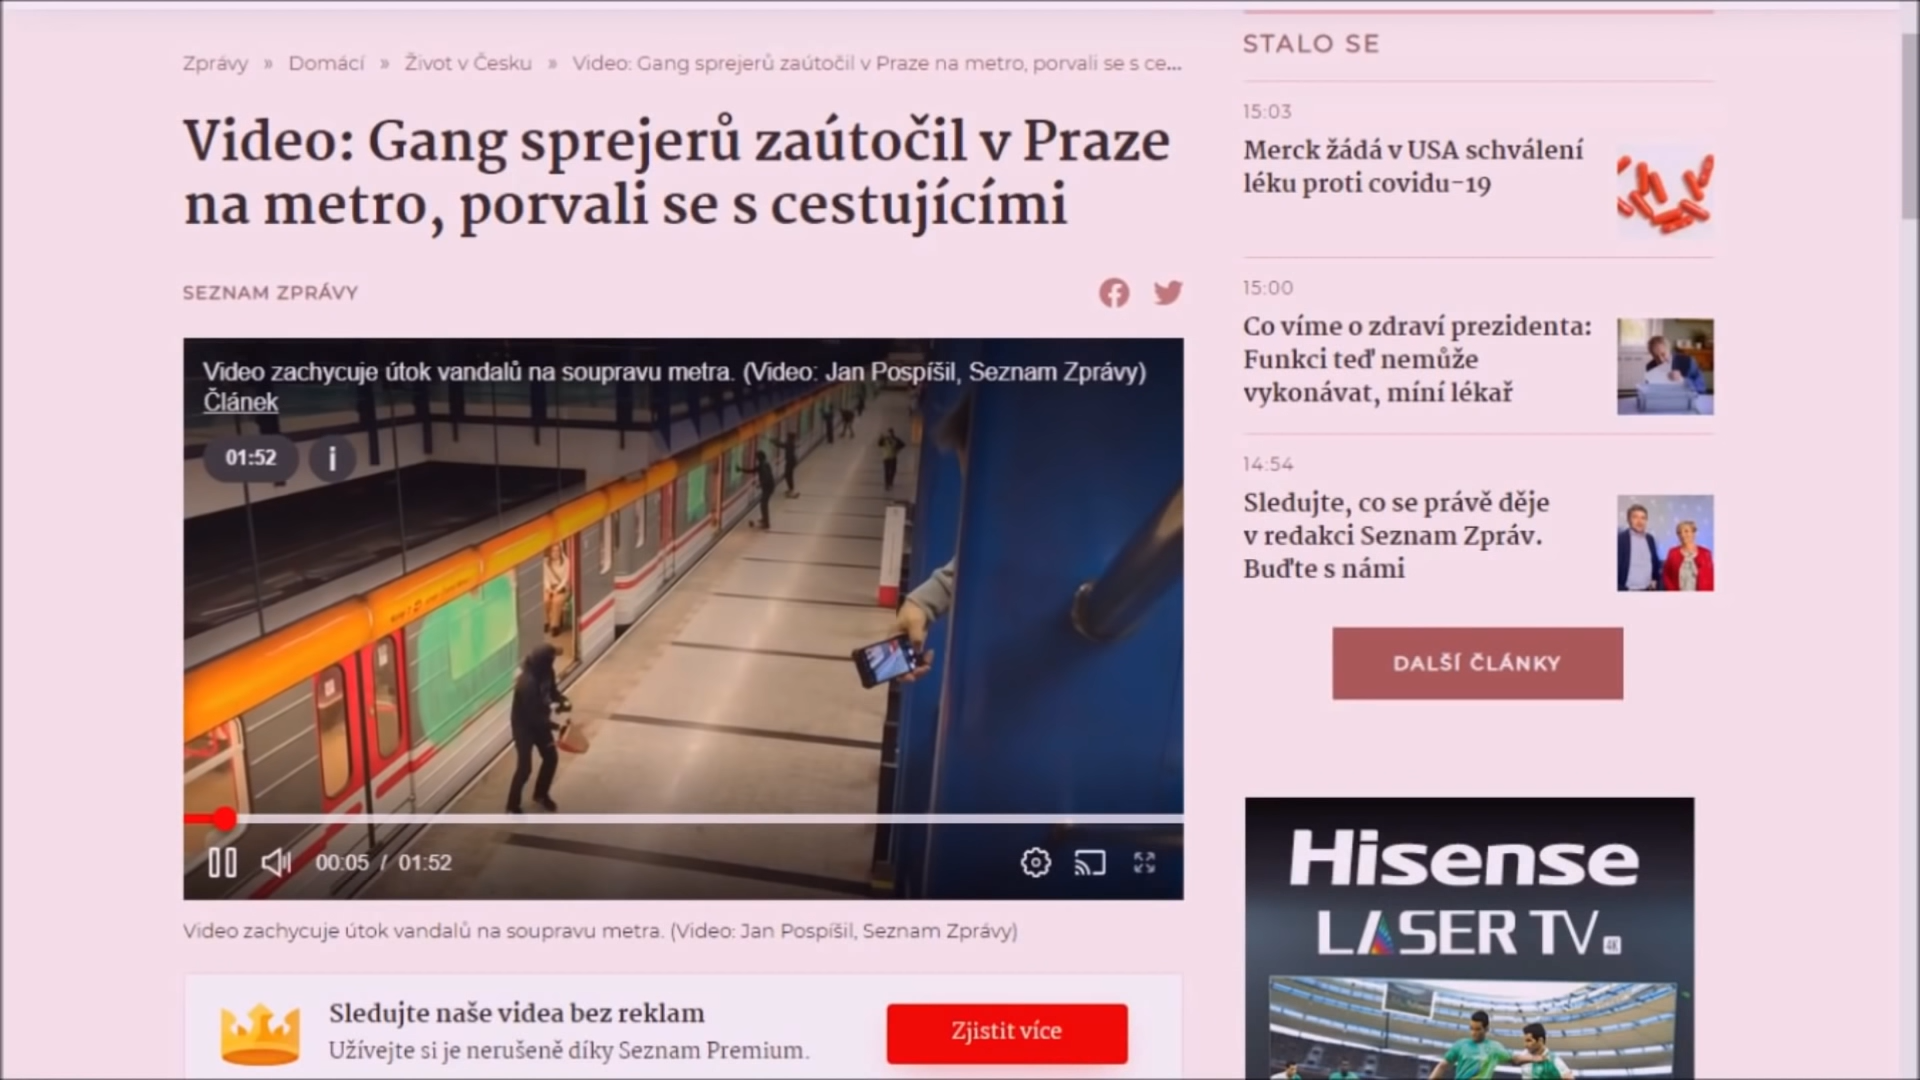 Zprávy » Domácí » Život v Česku » Video: Gang sprejerů zaútočil v Praze na metro, porvali se s ce...
Video: Gang sprejerů zaútočil v Praze
na metro, porvali se s cestujícími
SEZNAM ZPRÁVY
Video zachycuje útok vandalů na soupravu metra. (Video: Jan Pospíšil, Seznam Zprávy)
Článek
01:52
00:05 / 01:52
Video zachycuje útok vandalů na soupravu metra. (Video: Jan Pospíšil, Seznam Zprávy)
Sledujte naše videa bez reklam
Užívejte si je nerušeně díky Seznam Premium.
Zjistit více
STALO SE
15:03
Merck žádá v USA schválení
léku proti covidu-19
15:00
Co víme o zdraví prezidenta:
Funkci teď nemůže
vykonávat, míní lékař
14:54
Sledujte, co se právě děje
v redakci Seznam Zpráv.
Buďte s námi
DALŠÍ ČLÁNKY
Hisense
LASER TV 4K